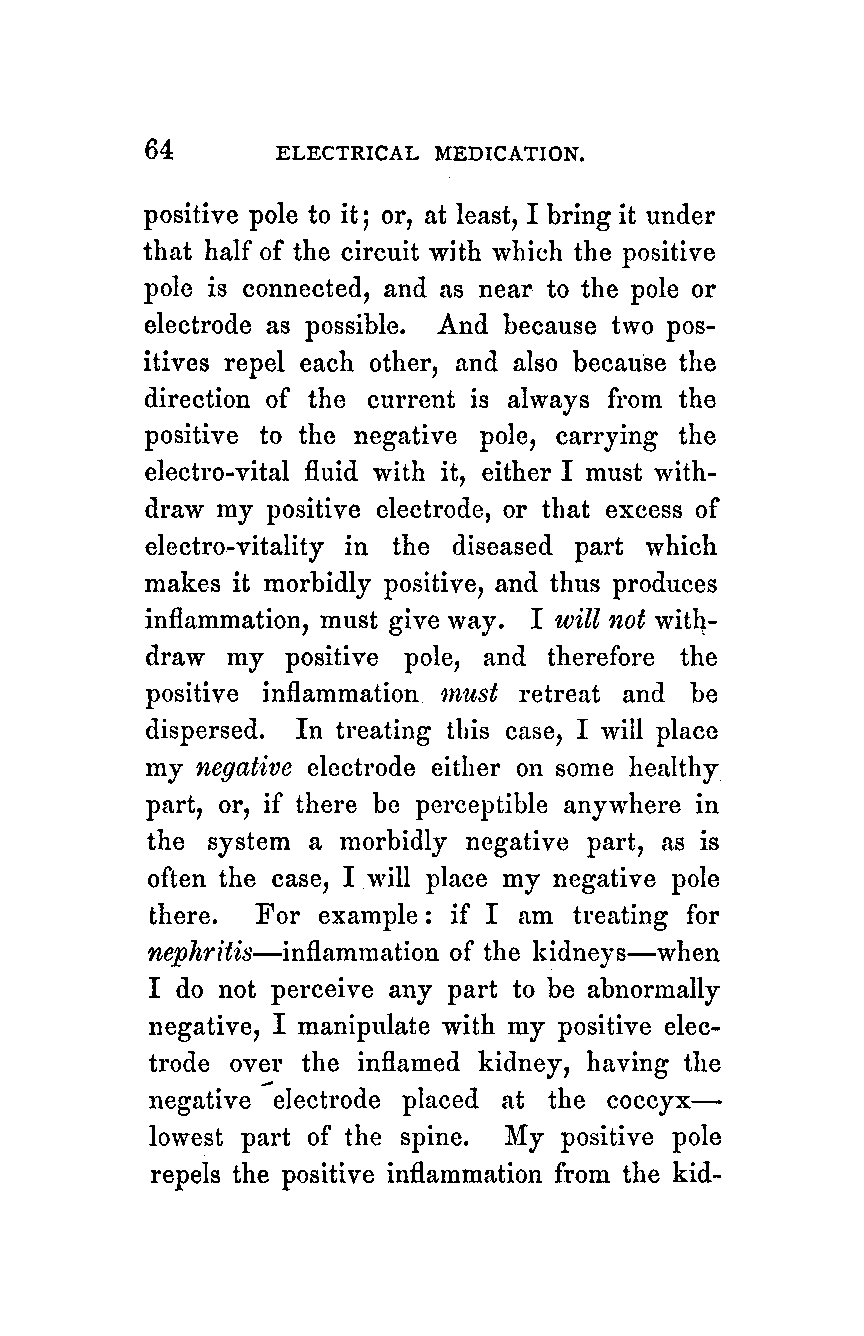 64 ELECTRICAL MEDICATION.
positive pole to it; or, at least, I bring it under
that half of the circuit with which the positive
pole is connected, and as near to the pole or
electrode as possible. And because two pos-
itives repel each other, and also because the
direction of the current is always from the
positive to the negative pole, carrying the
electro-vital fluid with it, either I must with-
draw my positive electrode, or that excess of
electro-vitality in the diseased part which
makes it morbidly positive, and thus produces
inflammation, must give way. I will not with-
draw my positive pole, and therefore the
positive inflammation must retreat and be
dispersed. In treating this case, I will place
my negative electrode either on some healthy
part, or, if there be perceptible anywhere in
the system a morbidly negative part, as is
often the case, I will place my negative pole
there. For example: if I am treating for
nephritis—inflammation of the kidneys—when
I do not perceive any part to be abnormally
negative, I manipulate with my positive elec-
trode over the inflamed kidney, having the
negative electrode placed at the coccyx—
lowest part of the spine. My positive pole
repels the positive inflammation from the kid-